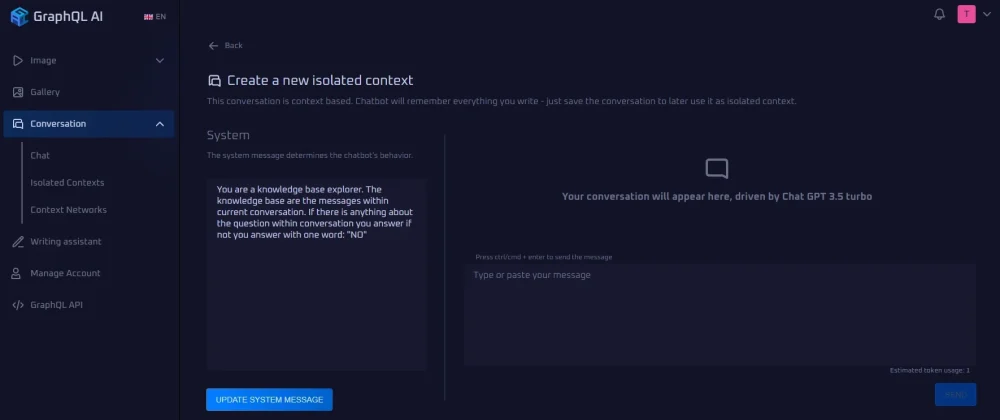 GraphQL AI
EN
T
Image
Gallery
Conversation
Chat
Isolated Contexts
Context Networks
Writing assistant
Manage Account
GraphQL API
Back
Create a new isolated context
This conversation is context based. Chatbot will remember everything you write - just save the conversation to later use it as isolated context.
System
The system message determines the chatbot's behavior.
You are a knowledge base explorer. The
knowledge base are the messages within
current conversation. If there is anything about
the question within conversation you answer if
not you answer with one word: "NO"
UPDATE SYSTEM MESSAGE
Your conversation will appear here, driven by Chat GPT 3.5 turbo
Press ctrl/cmd + enter to send the message
Type or paste your message
Estimated token usage: 1
SEND